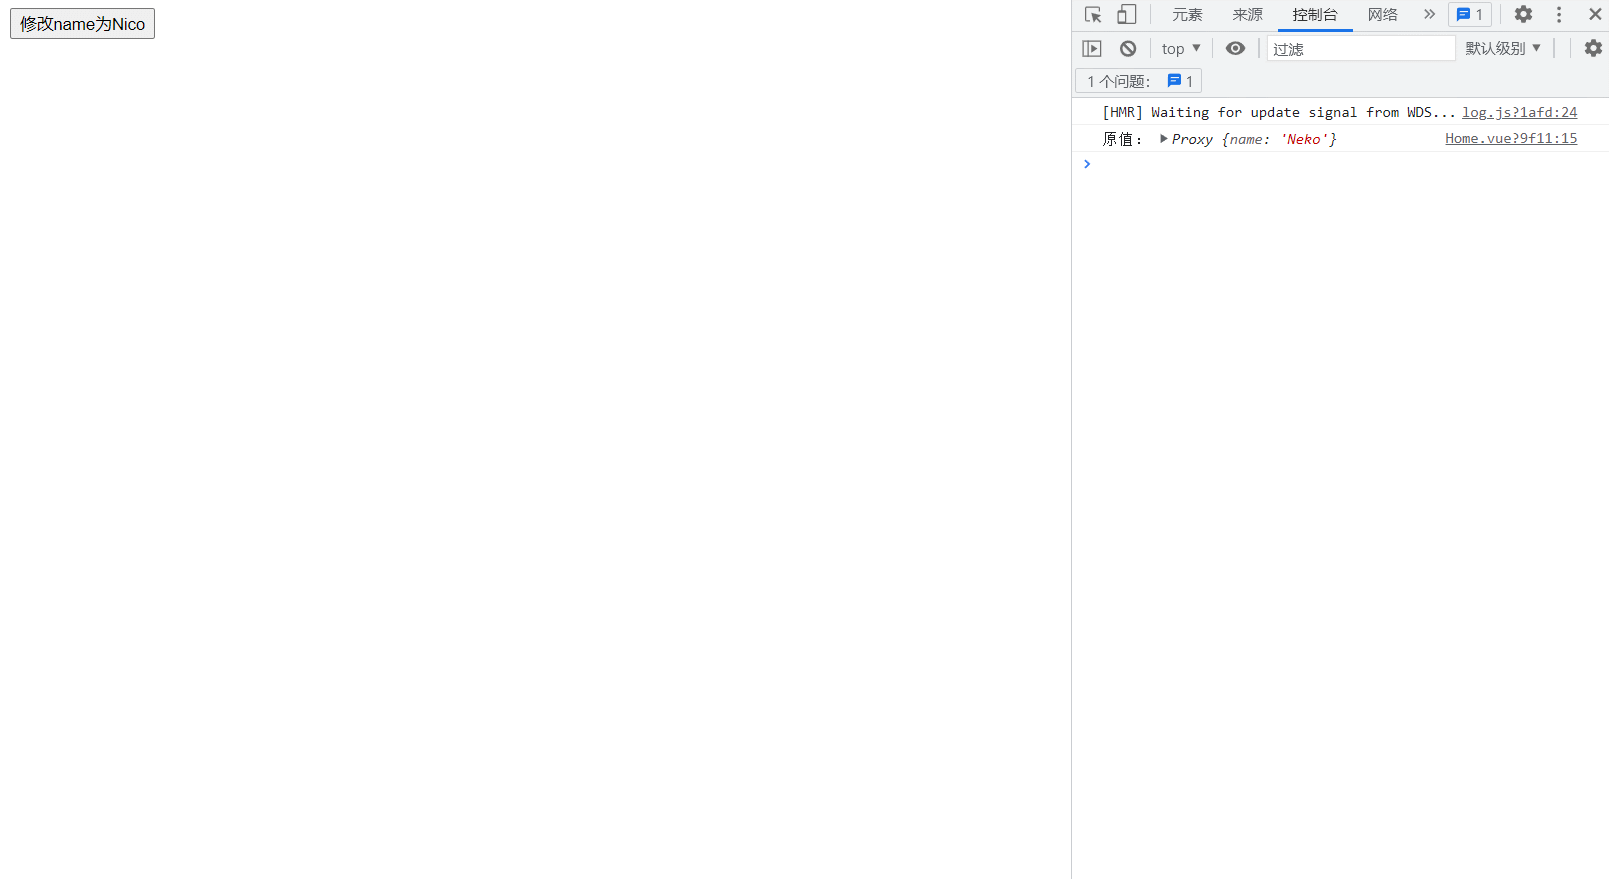 修改name为Nico
元素 来源 控制台 网络 1
top 过滤 默认级别
1 个问题： 1
[HMR] Waiting for update signal from WDS... log.js?1afd:24
原值： Proxy {name: 'Neko'} Home.vue?9f11:15